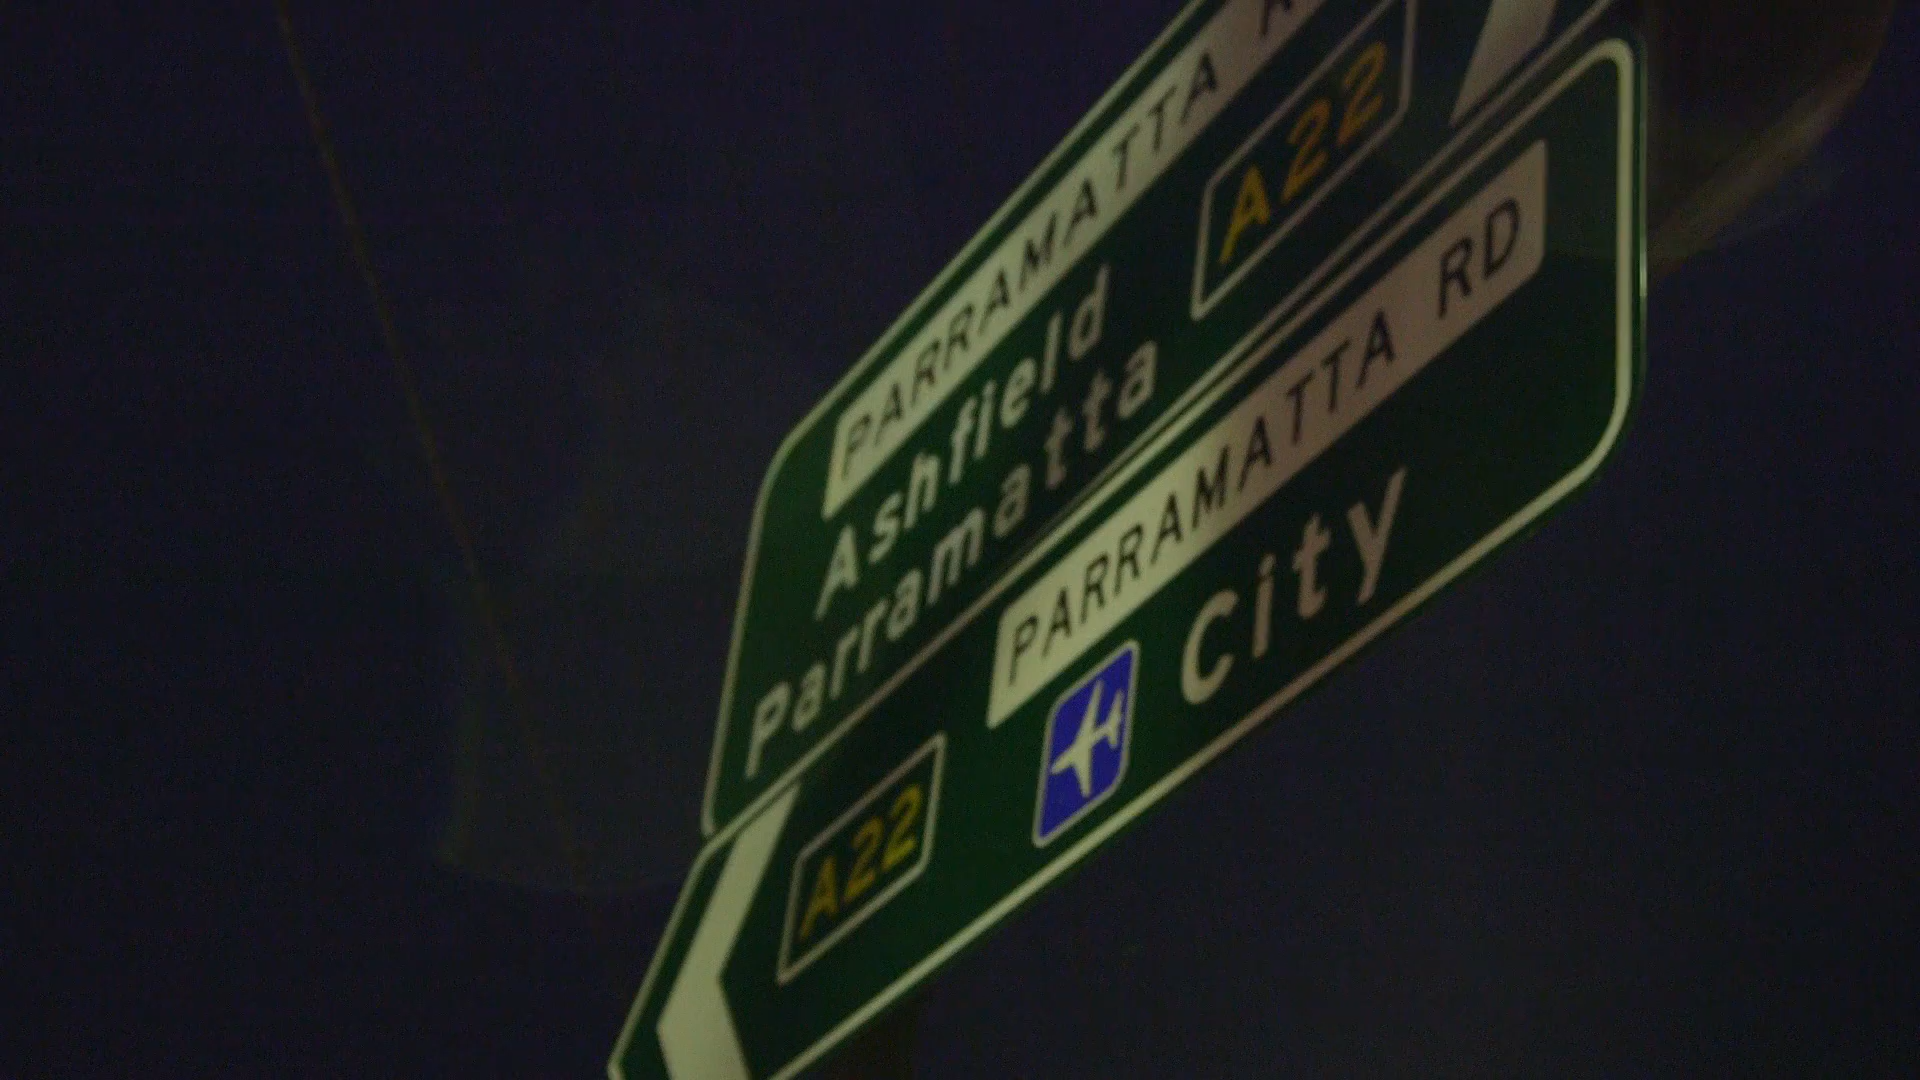 PARRAMATTA
A22
Ashfield
Parramatta
PARRAMATTA RD
City
A22